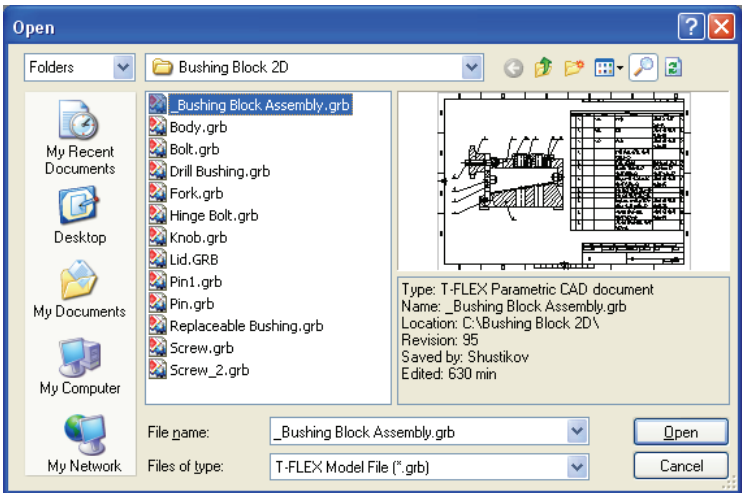 Open
Folders
Bushing Block 2D
My Recent
Documents
Desktop
My Documents
My Computer
My Network
_Bushing Block Assembly.grb
Body.grb
Bolt.grb
Drill Bushing.grb
Fork.grb
Hinge Bolt.grb
Knob.grb
Lid.GRB
Pin1.grb
Pin.grb
Replaceable Bushing.grb
Screw.grb
Screw_2.grb
Type: T-FLEX Parametric CAD document
Name: _Bushing Block Assembly.grb
Location: C:\Bushing Block 2D\
Revision: 95
Saved by: Shustikov
Edited: 630 min
File name:
_Bushing Block Assembly.grb
Open
Files of type:
T-FLEX Model File (*.grb)
Cancel